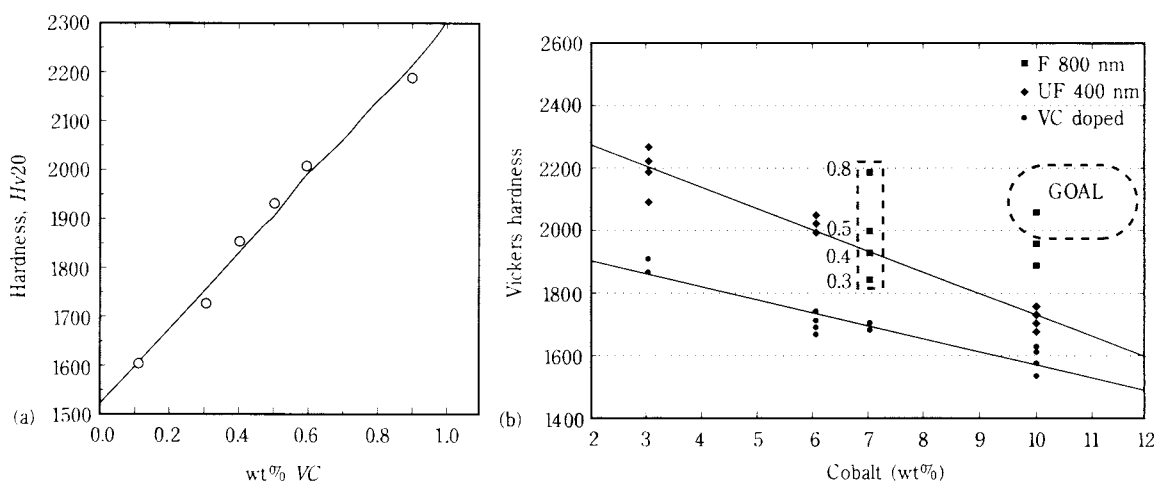 2300
2200
2100
2000
1900
1800
1700
1600
1500
Hardness, Hv20
0.0 0.2 0.4 0.6 0.8 1.0
wt% VC
(a)
2600
2400
2200
2000
1800
1600
1400
Vickers hardness
F 800 nm
UF 400 nm
VC doped
0.8
0.5
0.4
0.3
GOAL
2 3 4 5 6 7 8 9 10 11 12
Cobalt (wt%)
(b)